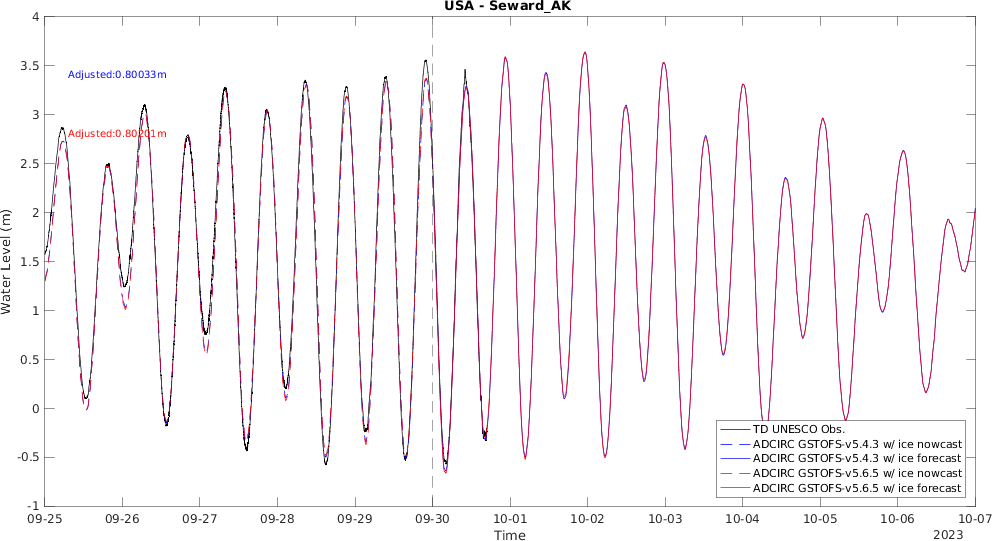 USA - Seward_AK
4
3.5
3
2.5
2
1.5
1
0.5
0
-0.5
-1
Water Level (m)
Adjusted:0.80033m
Adjusted:0.80201m
TD UNESCO Obs.
ADCIRC GSTOFS-v5.4.3 w/ ice nowcast
ADCIRC GSTOFS-v5.4.3 w/ ice forecast
ADCIRC GSTOFS-v5.6.5 w/ ice nowcast
ADCIRC GSTOFS-v5.6.5 w/ ice forecast
09-25 09-26 09-27 09-28 09-29 09-30 10-01 10-02 10-03 10-04 10-05 10-06 10-07
Time
2023